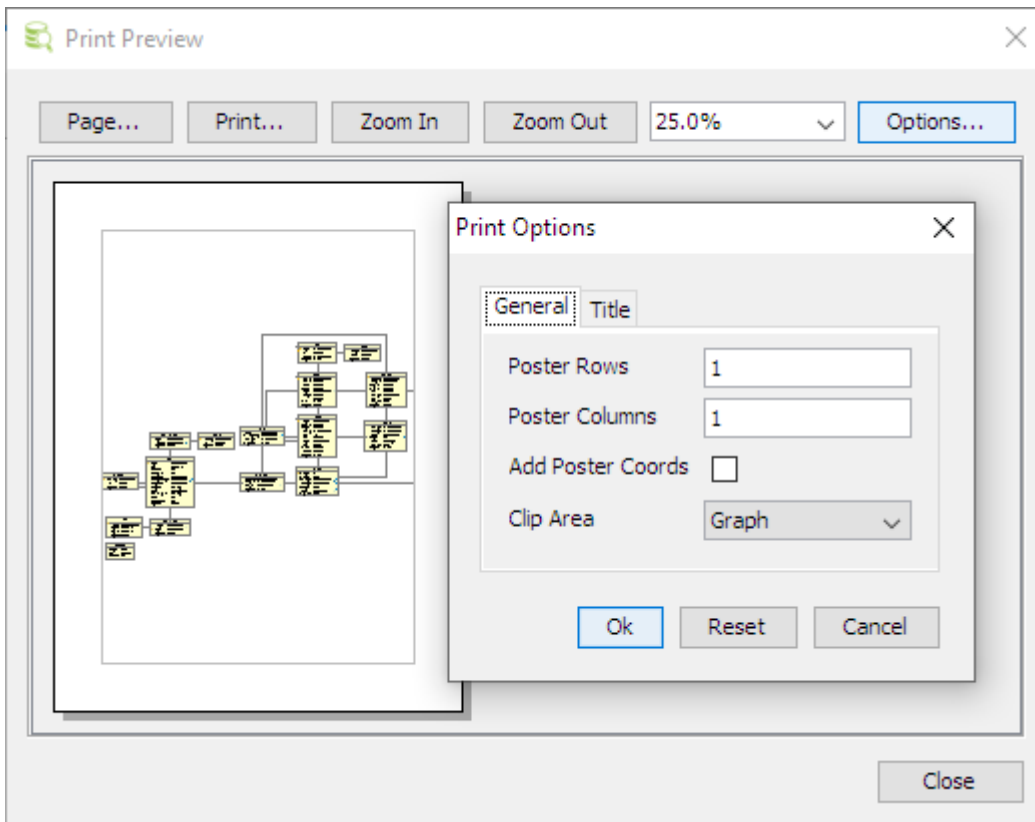 Print Preview
Page... Print... Zoom In Zoom Out 25.0% Options...
Print Options
General Title
Poster Rows 1
Poster Columns 1
Add Poster Coords
Clip Area Graph
Ok Reset Cancel
Close